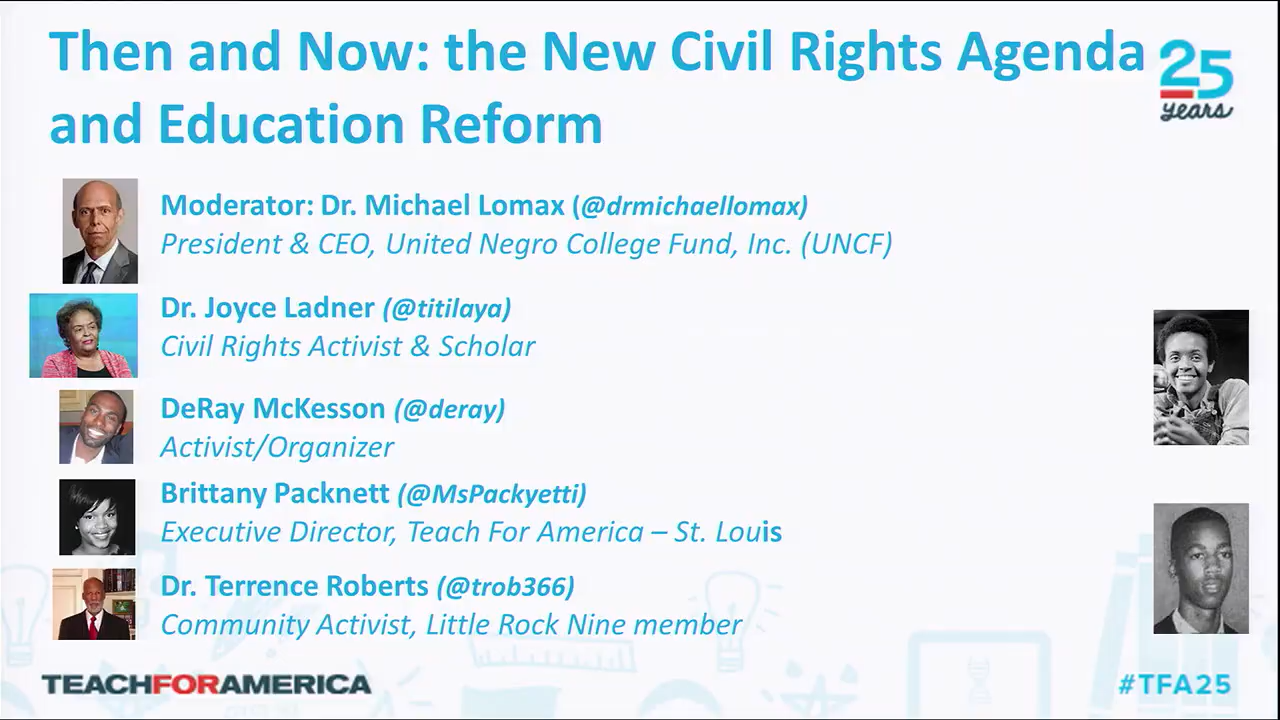 Then and Now: the New Civil Rights Agenda
and Education Reform
25
years
Moderator: Dr. Michael Lomax (@drmichaellomax)
President & CEO, United Negro College Fund, Inc. (UNCF)
Dr. Joyce Ladner (@titilaya)
Civil Rights Activist & Scholar
DeRay McKesson (@deray)
Activist/Organizer
Brittany Packnett (@MsPackyetti)
Executive Director, Teach For America – St. Louis
Dr. Terrence Roberts (@trob366)
Community Activist, Little Rock Nine member
TEACHFORAMERICA
#TFA25